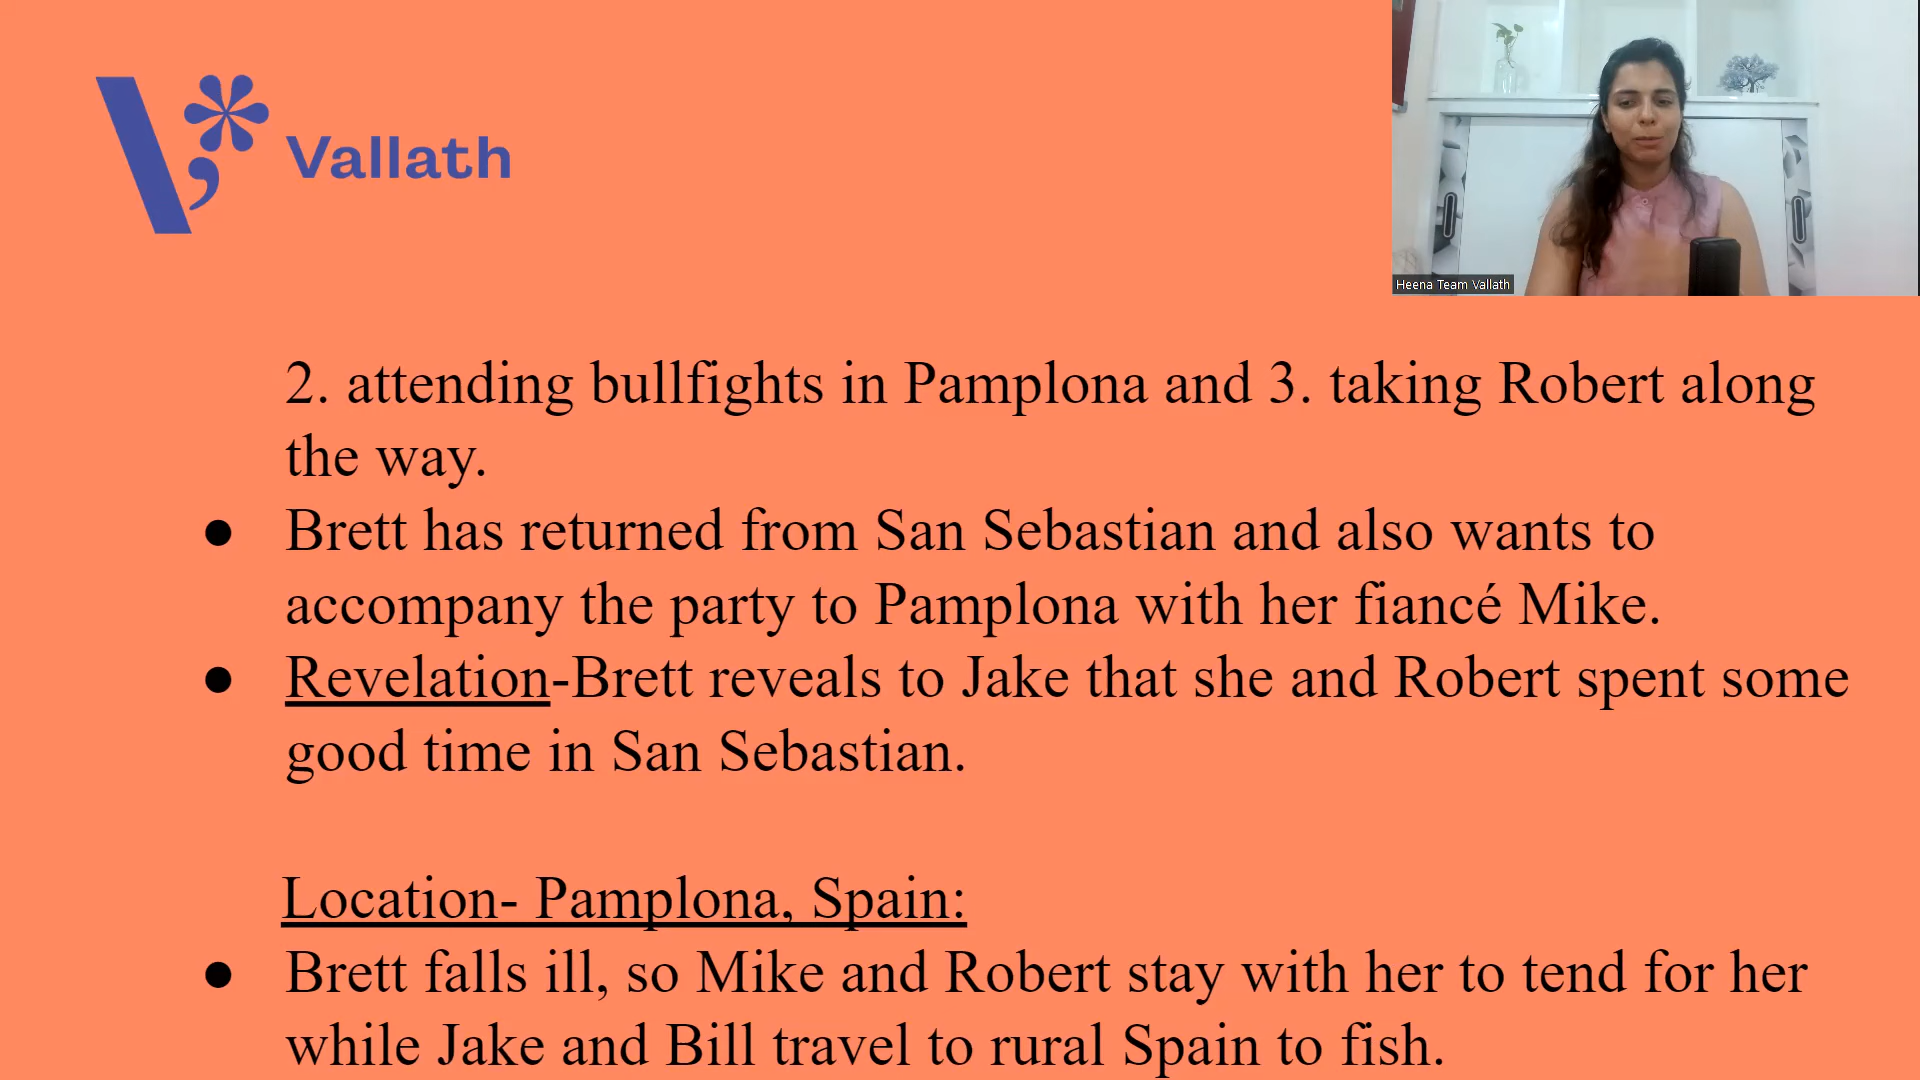 Vallath
Heena Team Vallath
2. attending bullfights in Pamplona and 3. taking Robert along
the way.
● Brett has returned from San Sebastian and also wants to
accompany the party to Pamplona with her fiancé Mike.
● Revelation-Brett reveals to Jake that she and Robert spent some
good time in San Sebastian.
Location- Pamplona, Spain:
● Brett falls ill, so Mike and Robert stay with her to tend for her
while Jake and Bill travel to rural Spain to fish.